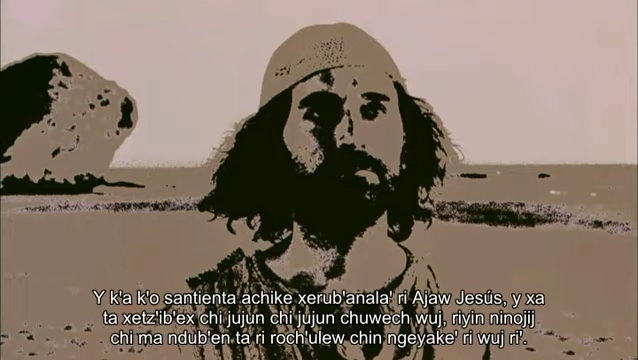 Y k'a k'o santienta achike xerub'anala' ri Ajaw Jesús, y xa
ta xetz'ib'ex chi jujun chi jujun chuwech wuj, riyin ninojij
chi ma ndub'en ta ri roch'ulew chin ngeyake' ri wuj ri'.